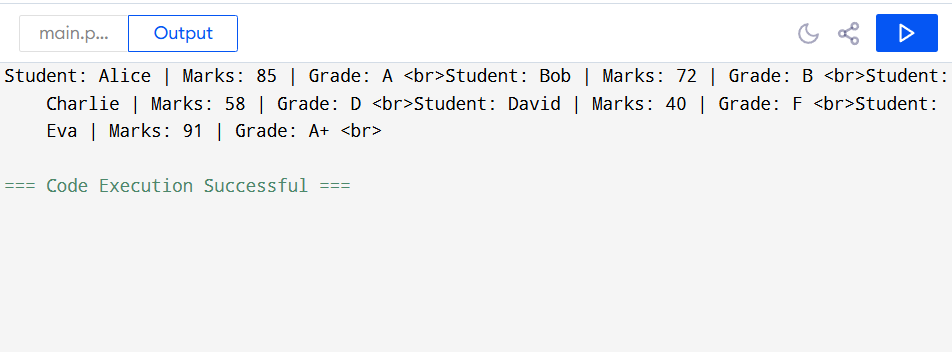 main.p...
Output
Student: Alice | Marks: 85 | Grade: A <br>Student: Bob | Marks: 72 | Grade: B <br>Student:
Charlie | Marks: 58 | Grade: D <br>Student: David | Marks: 40 | Grade: F <br>Student:
Eva | Marks: 91 | Grade: A+ <br>
=== Code Execution Successful ===